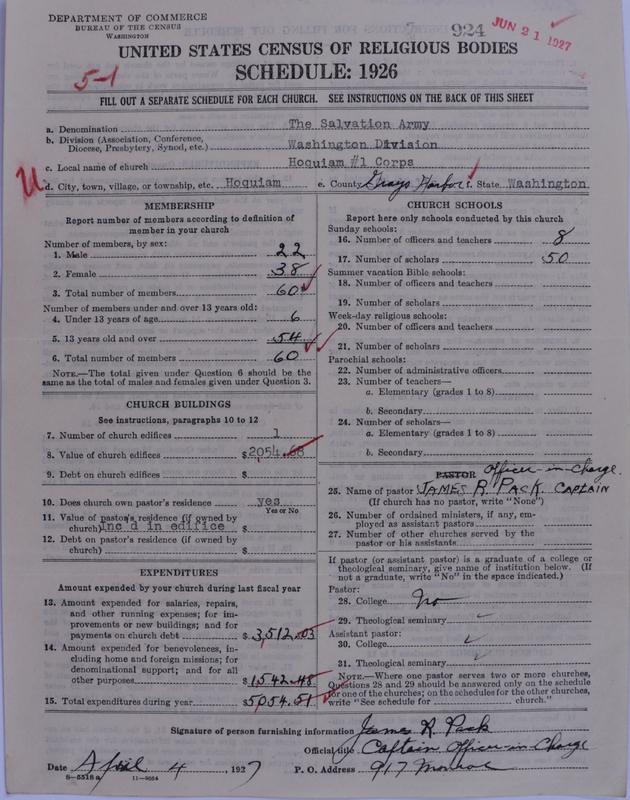 DEPARTMENT OF COMMERCE
BUREAU OF THE CENSUS
WASHINGTON
924
JUN 21 1927
UNITED STATES CENSUS OF RELIGIOUS BODIES
5-1
SCHEDULE: 1926
FILL OUT A SEPARATE SCHEDULE FOR EACH CHURCH. SEE INSTRUCTIONS ON THE BACK OF THIS SHEET
a. Denomination The Salvation Army
b. Division (Association, Conference, Diocese, Presbytery, Synod, etc.) Washington Division
c. Local name of church Hoquiam #1 Corps
U
d. City, town, village, or township, etc. Hoquiam e. County Grays Harbor f. State Washington
MEMBERSHIP
Report number of members according to definition of
member in your church
Number of members, by sex:
1. Male 22
2. Female 38
3. Total number of members 60
Number of members under and over 13 years old:
4. Under 13 years of age 6
5. 13 years old and over 54
6. Total number of members 60
NOTE.—The total given under Question 6 should be the
same as the total of males and females given under Question 3.
CHURCH BUILDINGS
See instructions, paragraphs 10 to 12
7. Number of church edifices 1
8. Value of church edifices $2054.68
9. Debt on church edifices $
10. Does church own pastor's residence yes
Yes or No
11. Value of pastor's residence (if owned by
church) inc'd in edifice $
12. Debt on pastor's residence (if owned by
church) $
EXPENDITURES
Amount expended by your church during last fiscal year
13. Amount expended for salaries, repairs,
and other running expenses; for im-
provements or new buildings; and for
payments on church debt $3,512.03
14. Amount expended for benevolences, in-
cluding home and foreign missions; for
denominational support; and for all
other purposes $1542.48
15. Total expenditures during year $5054.51
CHURCH SCHOOLS
Report here only schools conducted by this church
Sunday schools:
16. Number of officers and teachers 8
17. Number of scholars 50
Summer vacation Bible schools:
18. Number of officers and teachers
19. Number of scholars
Week-day religious schools:
20. Number of officers and teachers
21. Number of scholars
Parochial schools:
22. Number of administrative officers
23. Number of teachers—
a. Elementary (grades 1 to 8)
b. Secondary
24. Number of scholars—
a. Elementary (grades 1 to 8)
b. Secondary
PASTOR Officer-in-Charge.
25. Name of pastor JAMES R. PACK. CAPTAIN
(If church has no pastor, write "None")
26. Number of ordained ministers, if any, em-
ployed as assistant pastors
27. Number of other churches served by the
pastor or his assistants
If pastor (or assistant pastor) is a graduate of a college or
theological seminary, give name of institution below. (If
not a graduate, write "No" in the space indicated.)
Pastor:
28. College No
29. Theological seminary
Assistant pastor:
30. College
31. Theological seminary
NOTE.—Where one pastor serves two or more churches,
Questions 28 and 29 should be answered only on the schedule
for one of the churches; on the schedules for the other churches,
write "See schedule for church."
Signature of person furnishing information James R Pack
Official title Captain Officer-in-Charge
Date April 4, 1927 P. O. Address 917 Monroe
8-5518 a 11-9054